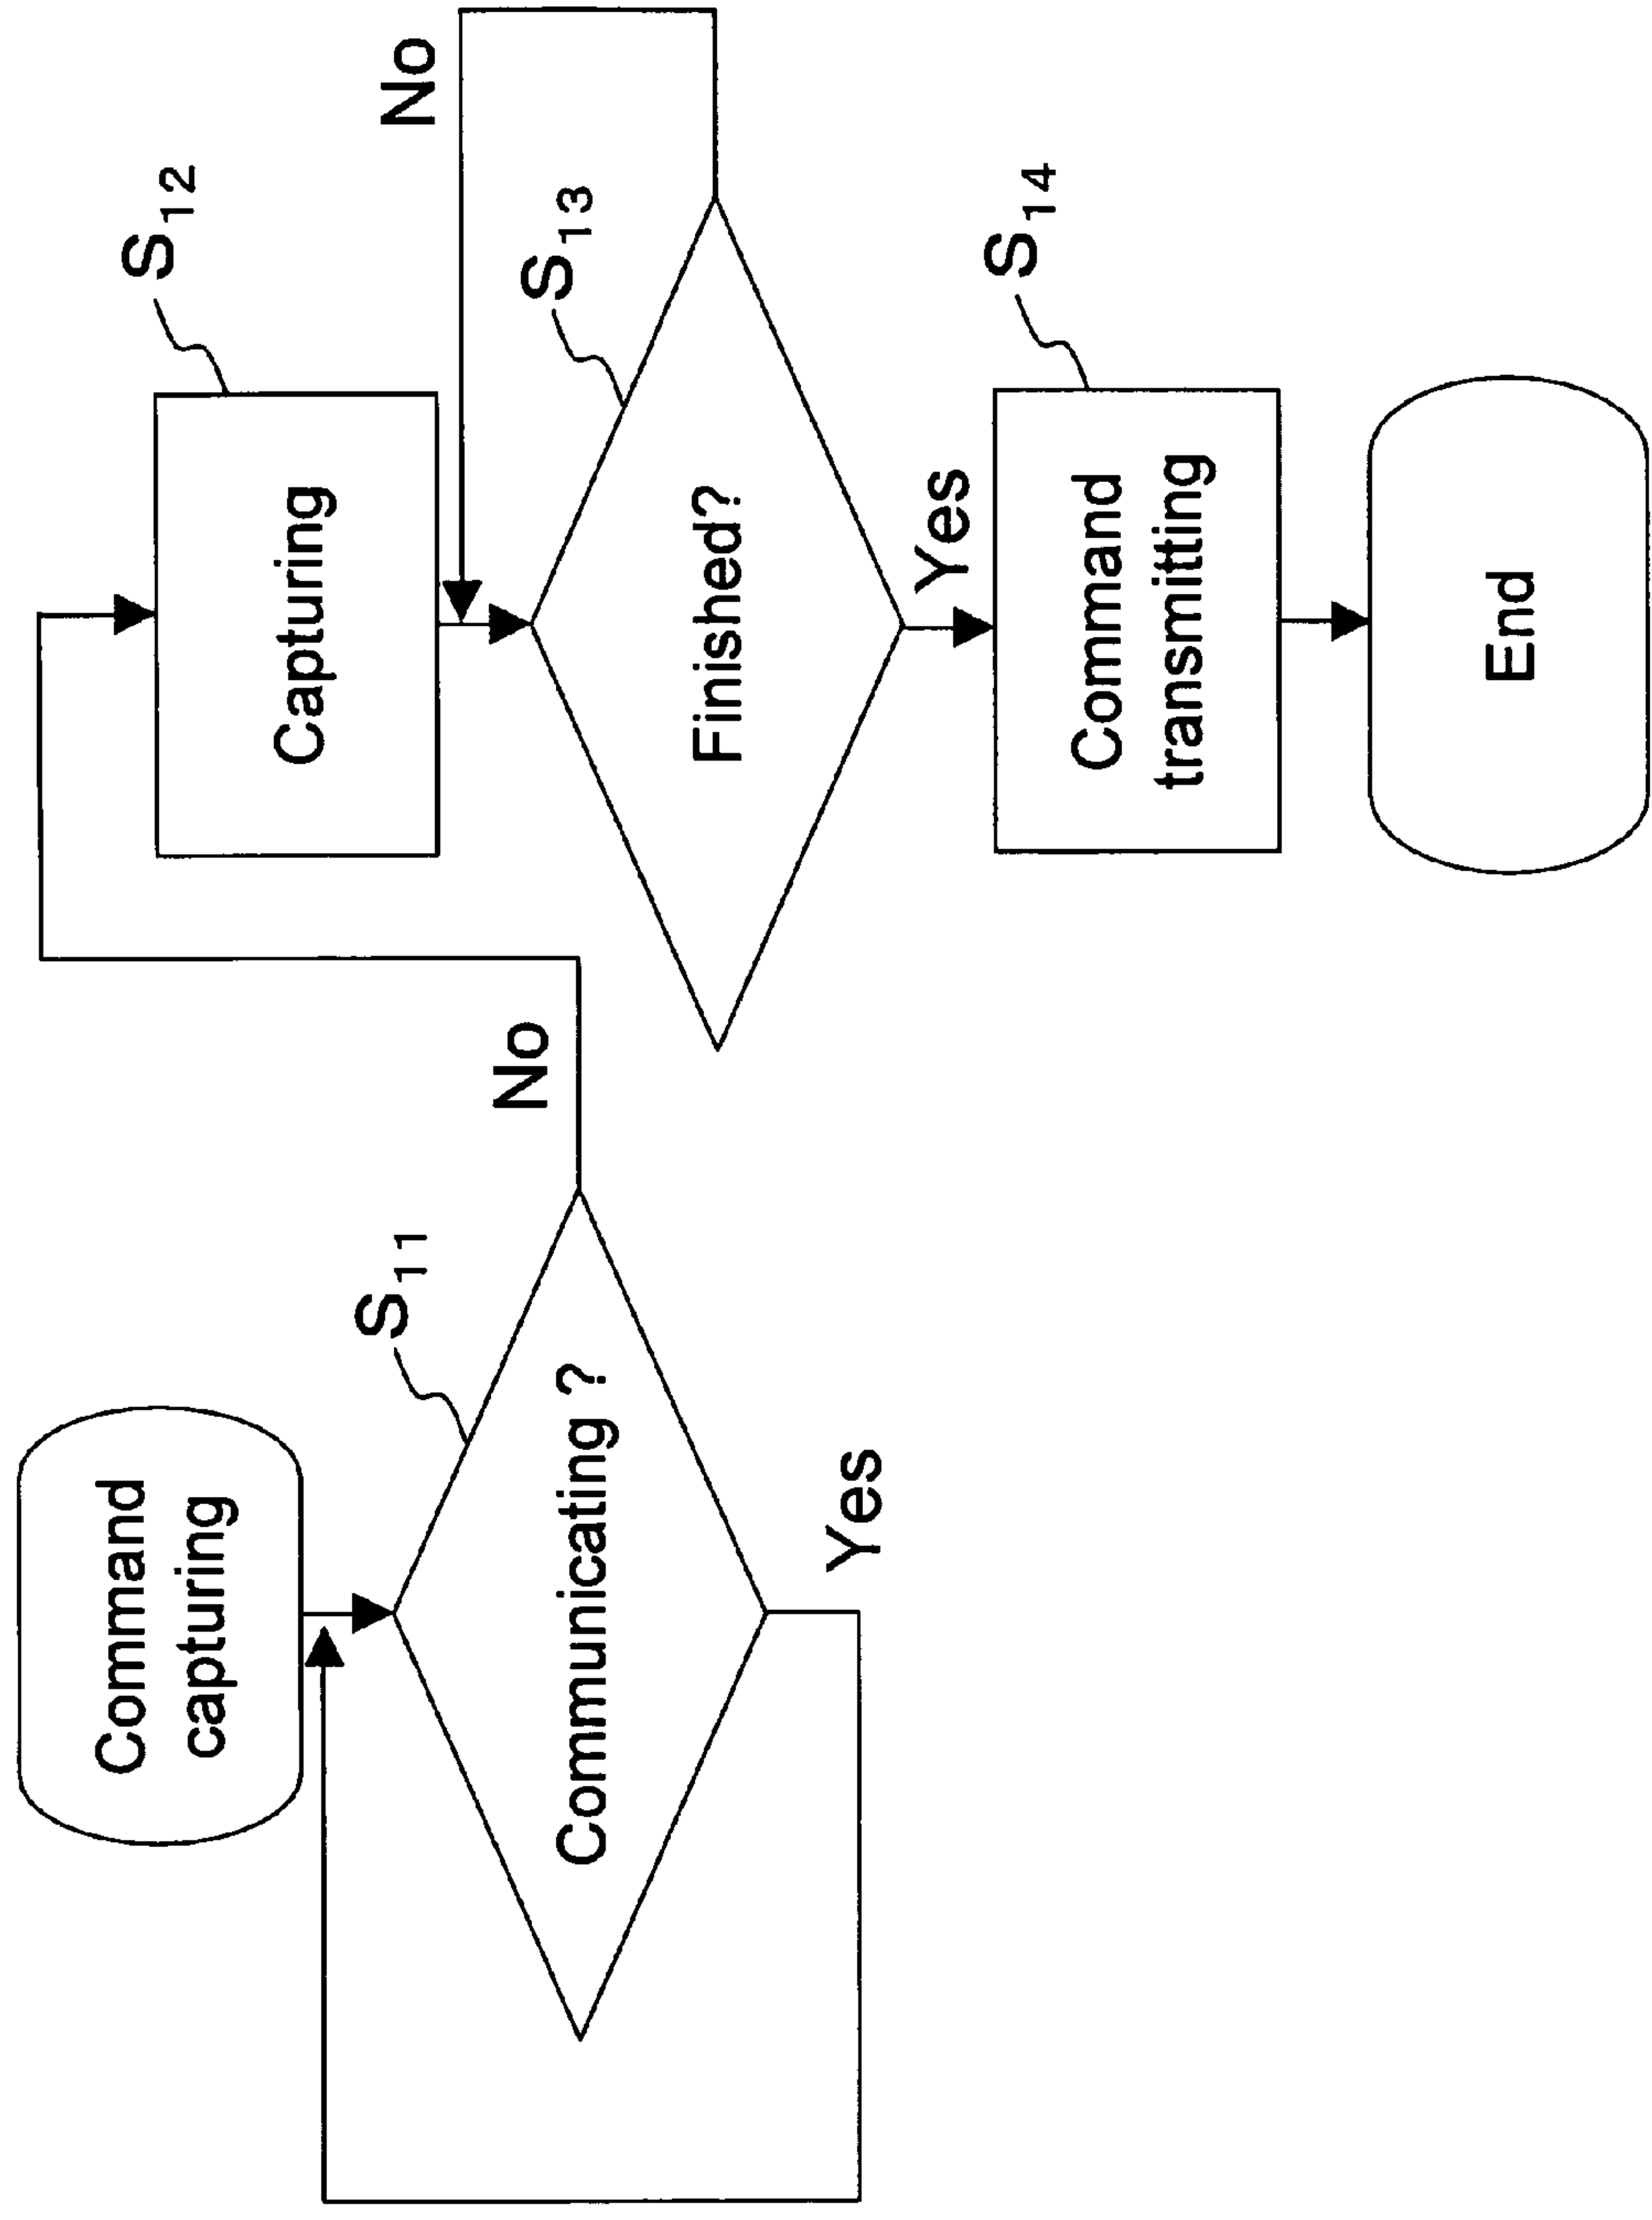 Command
capturing
S11
Communicating ?
Yes
No
S12
Capturing
No
S13
Finished?
Yes
S14
Command
transmitting
End